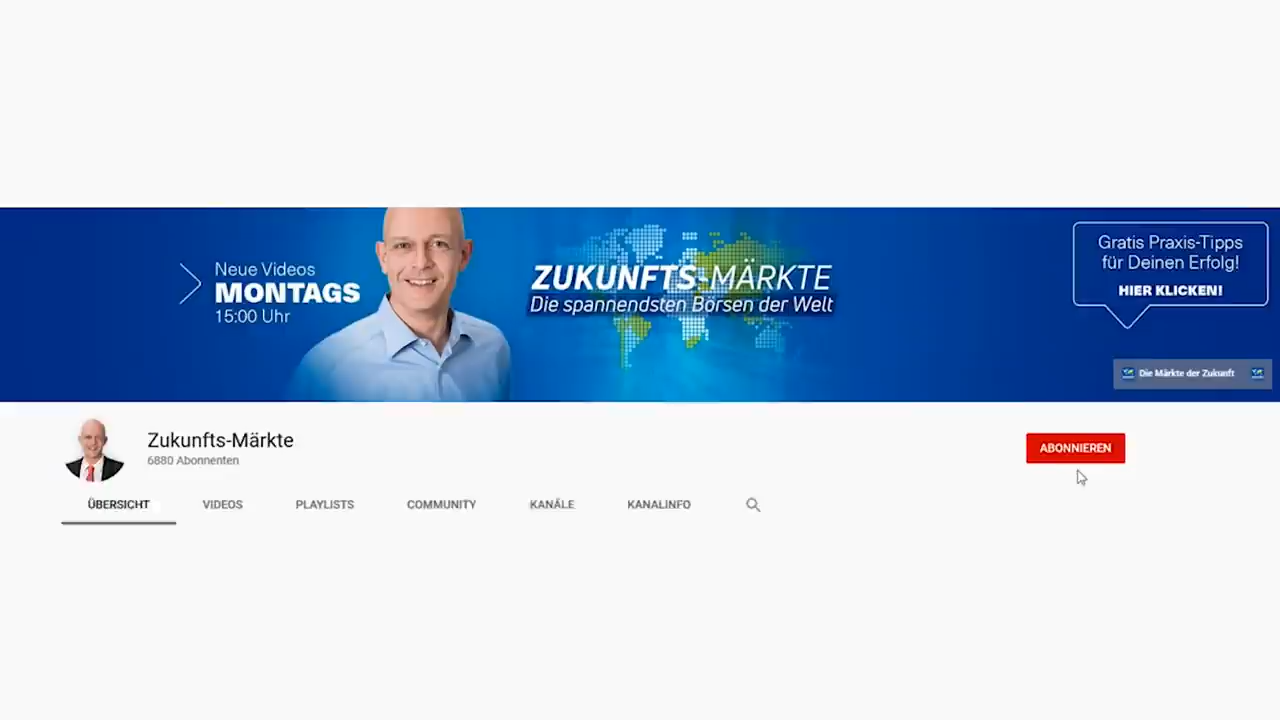 Neue Videos
MONTAGS
15:00 Uhr
ZUKUNFTS-MÄRKTE
Die spannendsten Börsen der Welt
Gratis Praxis-Tipps
für Deinen Erfolg!
HIER KLICKEN!
Die Märkte der Zukunft
Zukunfts-Märkte
6880 Abonnenten
ABONNIEREN
ÜBERSICHT VIDEOS PLAYLISTS COMMUNITY KANÄLE KANALINFO